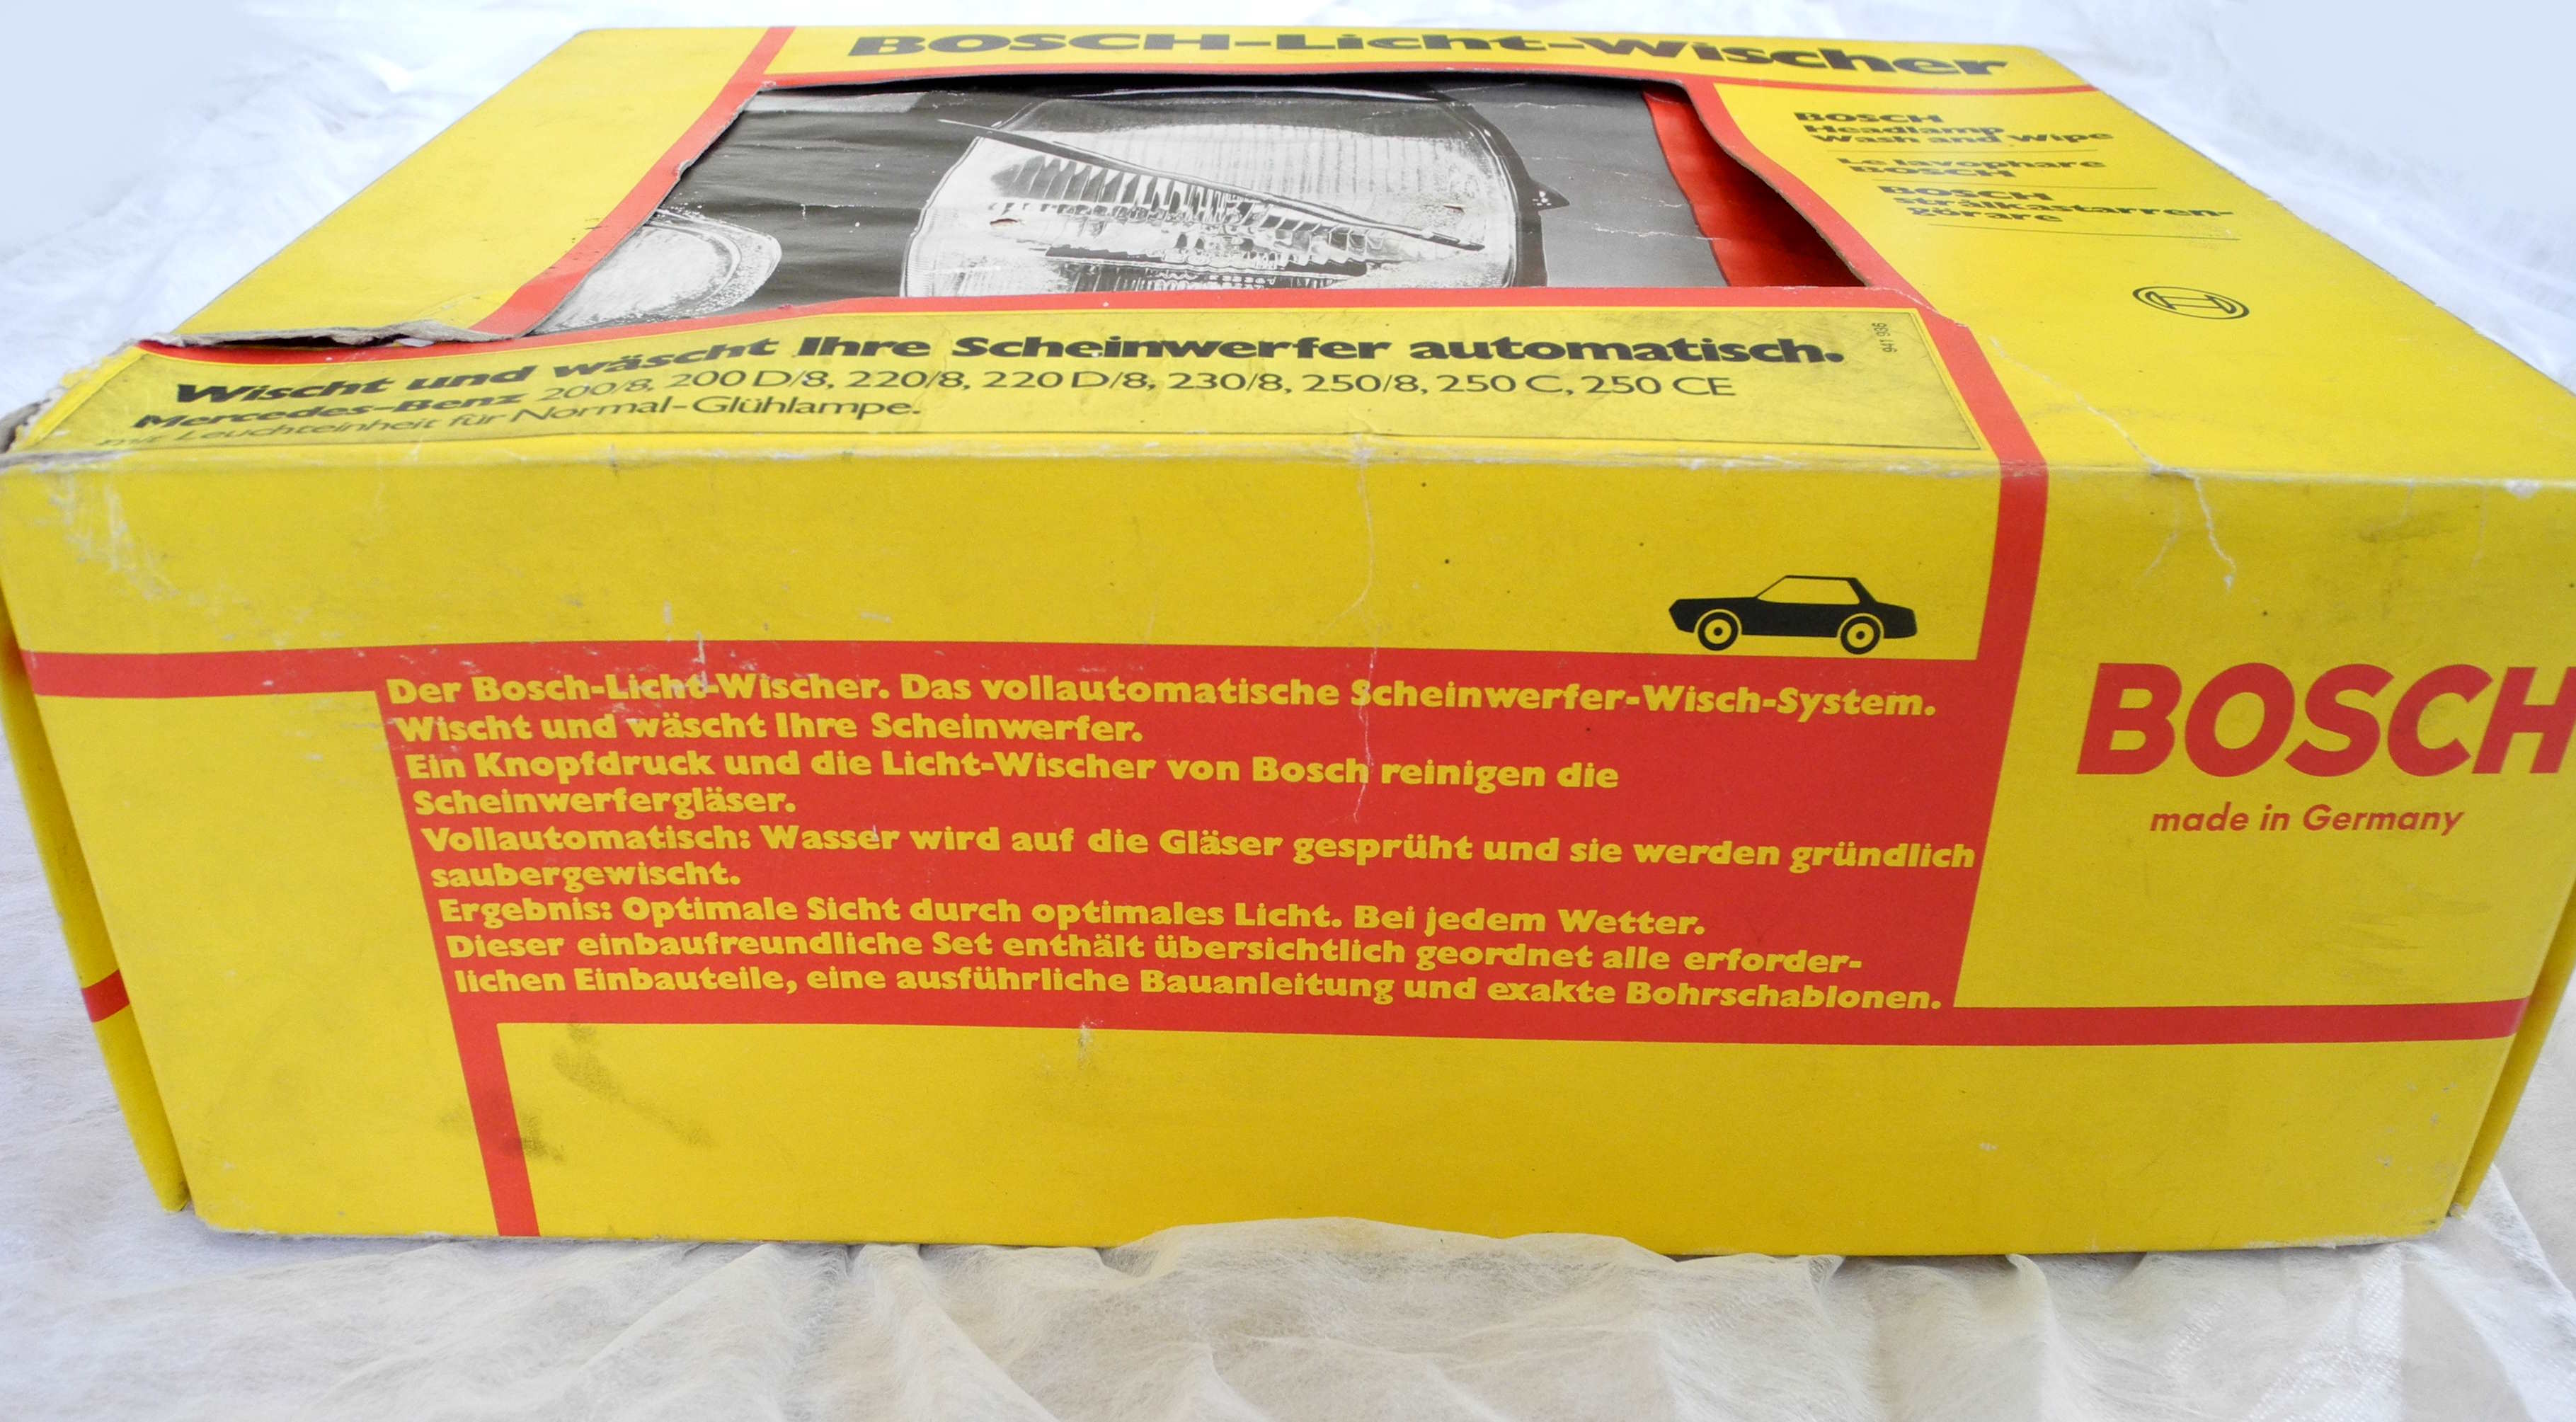 BOSCH-Licht-Wischer
BOSCH
Headlamp
Wash and Wipe
Le lavophare
BOSCH
BOSCH
strålkastarren-
görare
941 936
Wischt und wäscht Ihre Scheinwerfer automatisch.
Mercedes-Benz 200/8, 200 D/8, 220/8, 220 D/8, 230/8, 250/8, 250 C, 250 CE
mit Leuchteinheit für Normal-Glühlampe.
Der Bosch-Licht-Wischer. Das vollautomatische Scheinwerfer-Wisch-System.
Wischt und wäscht Ihre Scheinwerfer.
Ein Knopfdruck und die Licht-Wischer von Bosch reinigen die
Scheinwerfergläser.
Vollautomatisch: Wasser wird auf die Gläser gesprüht und sie werden gründlich
saubergewischt.
Ergebnis: Optimale Sicht durch optimales Licht. Bei jedem Wetter.
Dieser einbaufreundliche Set enthält übersichtlich geordnet alle erforder-
lichen Einbauteile, eine ausführliche Bauanleitung und exakte Bohrschablonen.
BOSCH
made in Germany